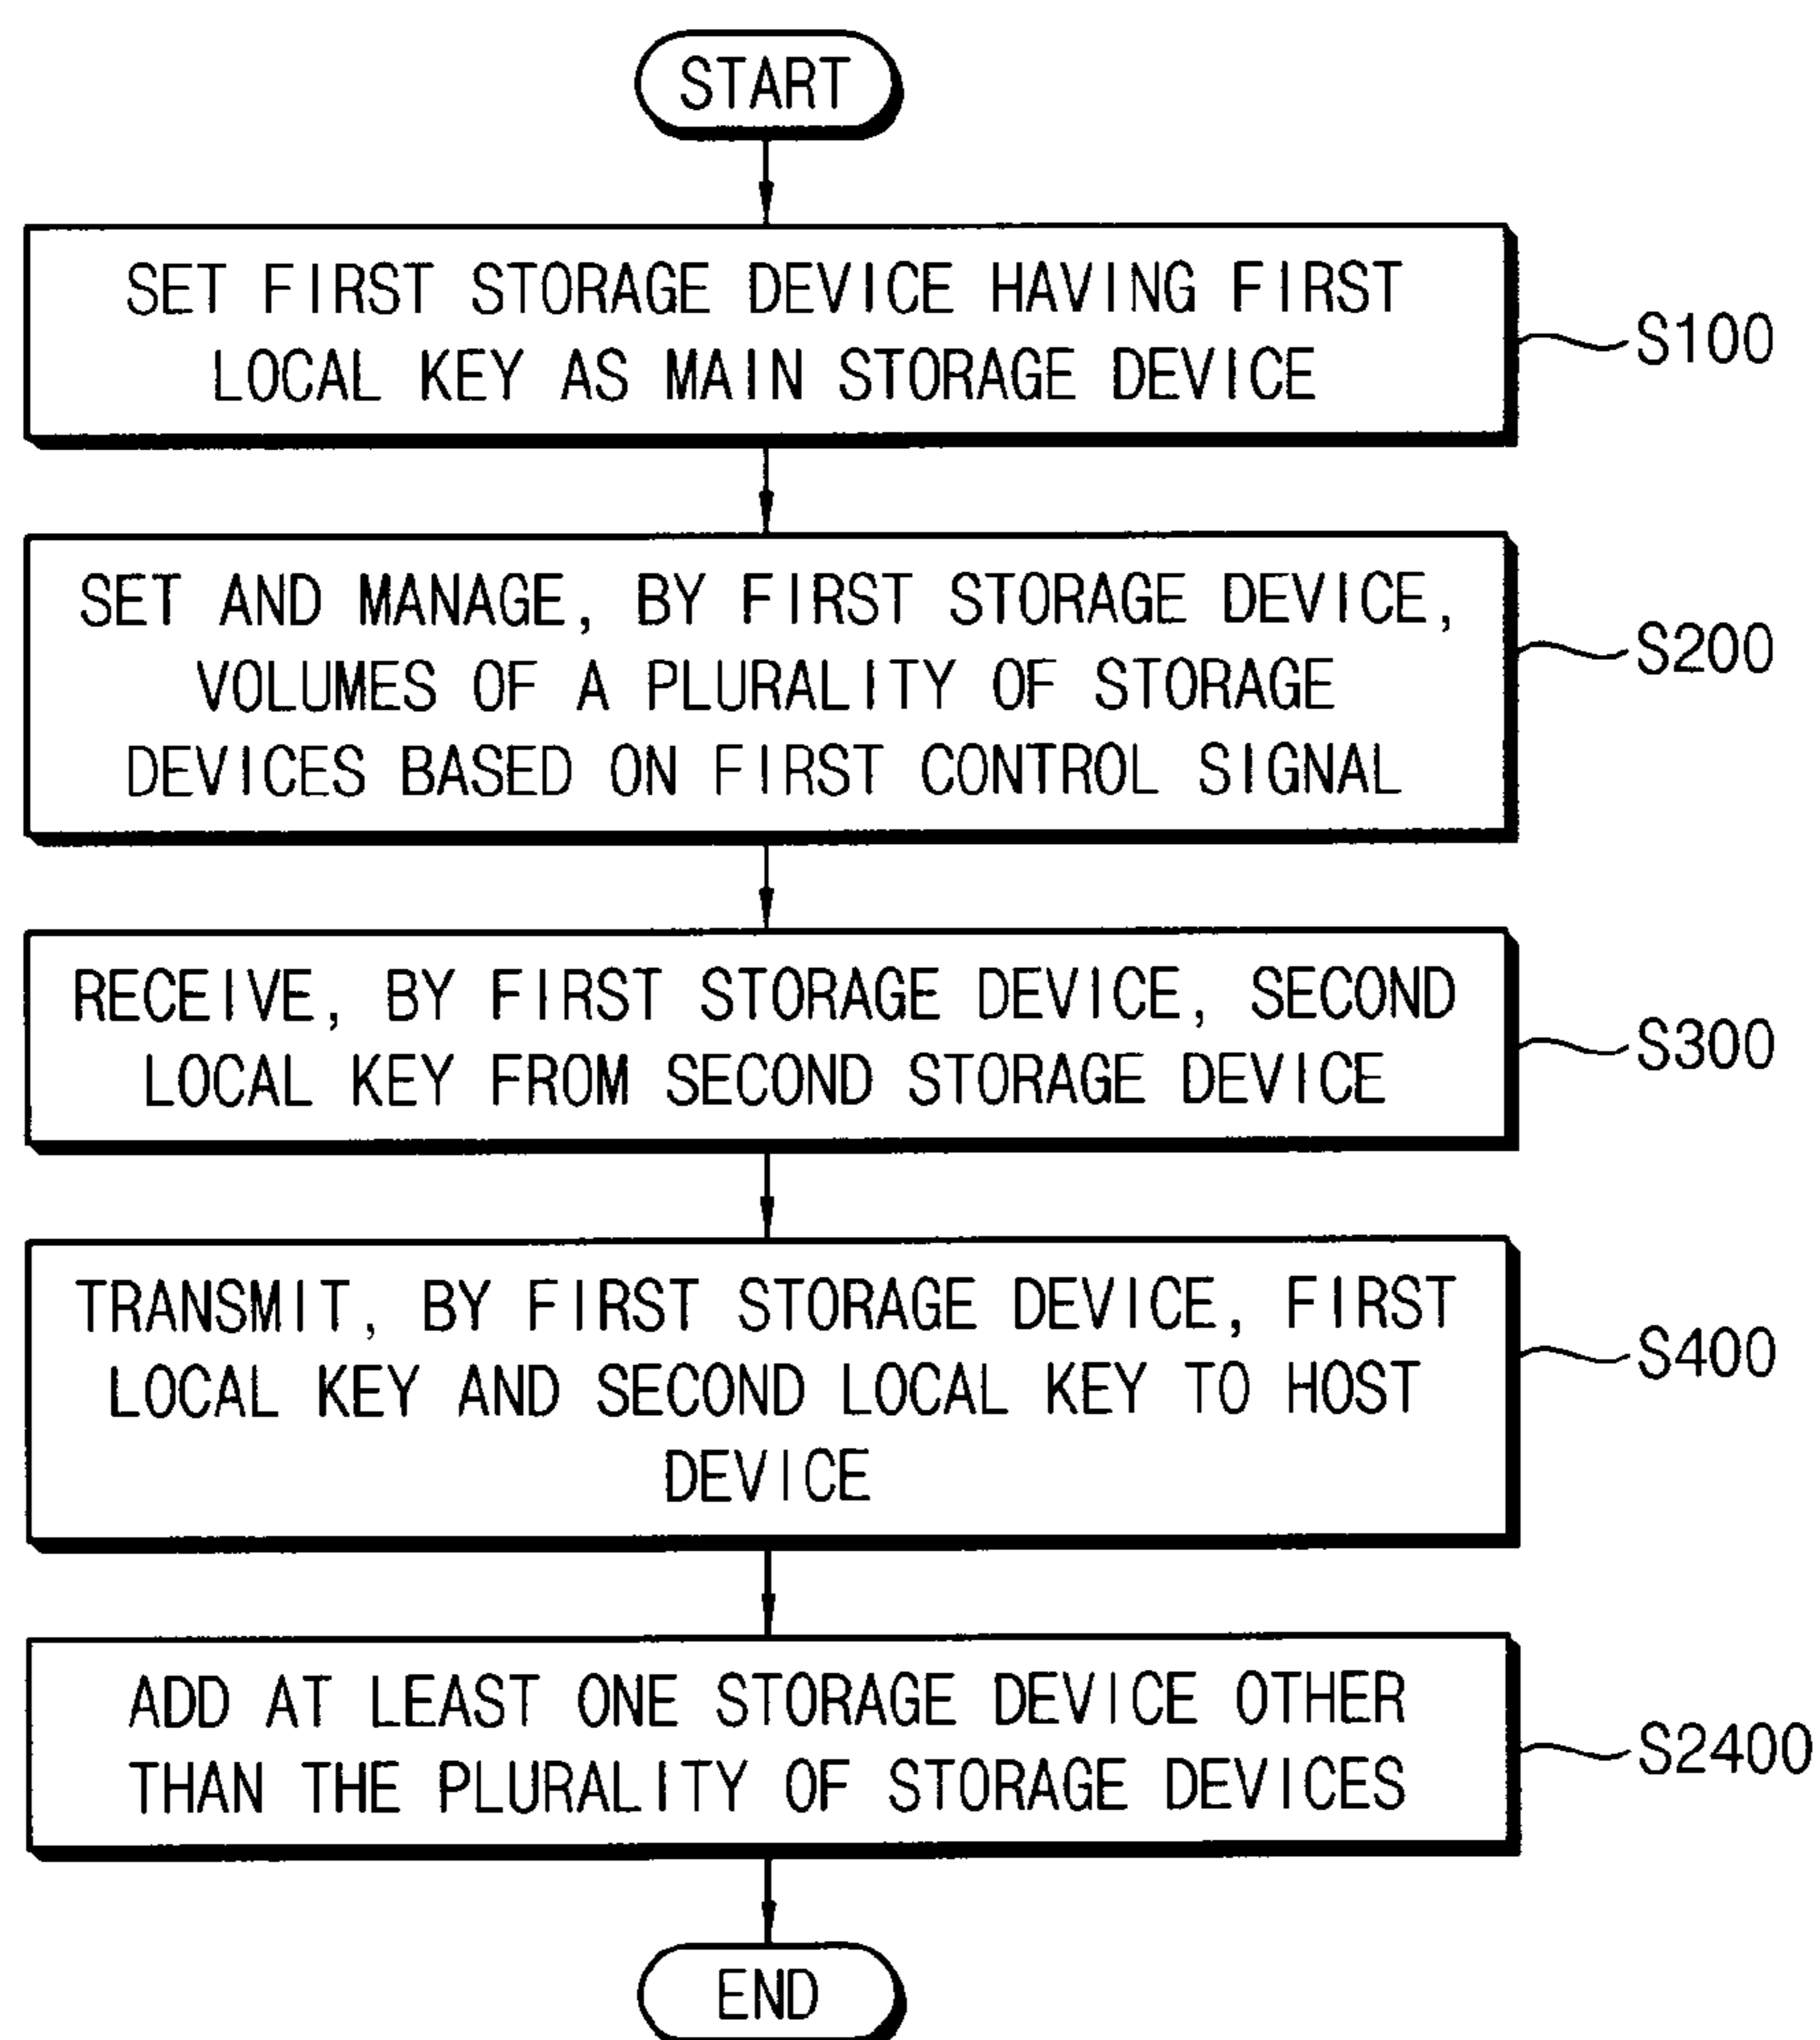 START
SET FIRST STORAGE DEVICE HAVING FIRST
LOCAL KEY AS MAIN STORAGE DEVICE
S100
SET AND MANAGE, BY FIRST STORAGE DEVICE,
VOLUMES OF A PLURALITY OF STORAGE
DEVICES BASED ON FIRST CONTROL SIGNAL
S200
RECEIVE, BY FIRST STORAGE DEVICE, SECOND
LOCAL KEY FROM SECOND STORAGE DEVICE
S300
TRANSMIT, BY FIRST STORAGE DEVICE, FIRST
LOCAL KEY AND SECOND LOCAL KEY TO HOST
DEVICE
S400
ADD AT LEAST ONE STORAGE DEVICE OTHER
THAN THE PLURALITY OF STORAGE DEVICES
S2400
END